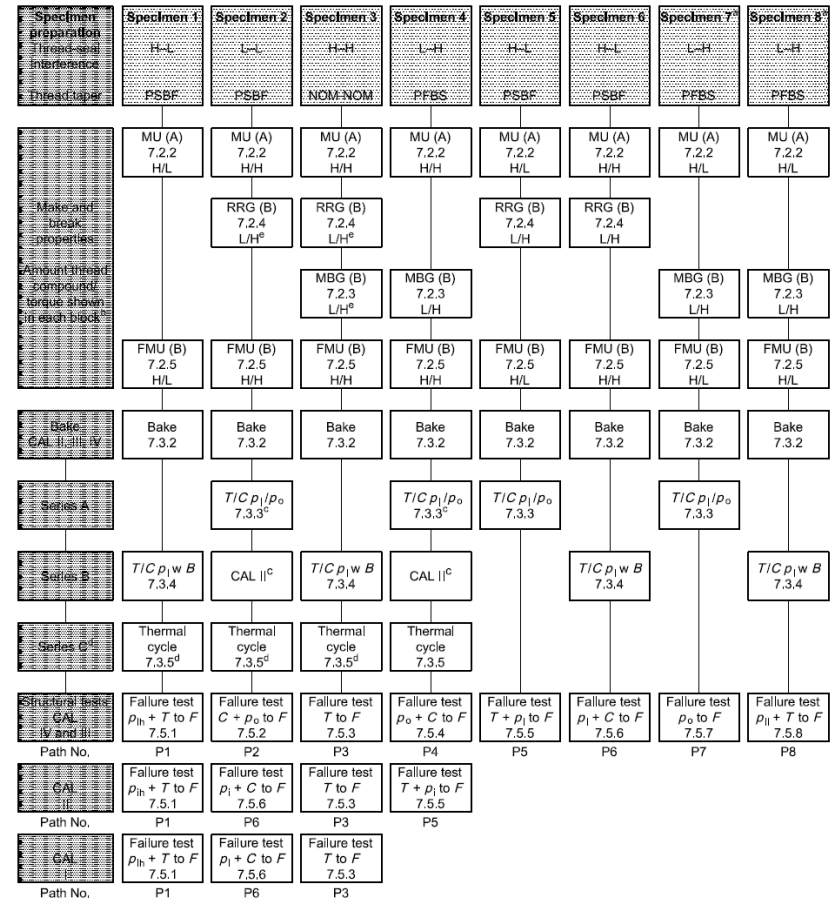 Specimen preparation Specimen 1 Specimen 2 Specimen 3 Specimen 4 Specimen 5 Specimen 6 Specimen 7ª Specimen 8ª
Thread-seal interference H–L L–L H–H L–H H–L H–L L–H L–H
Thread taper PSBF PSBF NOM-NOM PFBS PSBF PSBF PFBS PFBS
MU (A) MU (A) MU (A) MU (A) MU (A) MU (A) MU (A) MU (A)
7.2.2 7.2.2 7.2.2 7.2.2 7.2.2 7.2.2 7.2.2 7.2.2
H/L H/H H/H H/H H/L H/H H/L H/L
Make and break properties
RRG (B) RRG (B) RRG (B) RRG (B)
7.2.4 7.2.4 7.2.4 7.2.4
L/Hᵉ L/Hᵉ L/H L/H
Amount thread compound/ torque shown in each blockᵇ
MBG (B) MBG (B) MBG (B) MBG (B)
7.2.3 7.2.3 7.2.3 7.2.3
L/Hᵉ L/H L/H L/H
FMU (B) FMU (B) FMU (B) FMU (B) FMU (B) FMU (B) FMU (B) FMU (B)
7.2.5 7.2.5 7.2.5 7.2.5 7.2.5 7.2.5 7.2.5 7.2.5
H/L H/H H/H H/H H/L H/H H/L H/L
Bake CAL II, III, IV
Bake Bake Bake Bake Bake Bake Bake Bake
7.3.2 7.3.2 7.3.2 7.3.2 7.3.2 7.3.2 7.3.2 7.3.2
Series A
T/C pᵢ/pₒ T/C pᵢ/pₒ T/C pᵢ/pₒ T/C pᵢ/pₒ
7.3.3ᶜ 7.3.3ᶜ 7.3.3 7.3.3
Series B
T/C pᵢ w B CAL IIᶜ T/C pᵢ w B CAL IIᶜ T/C pᵢ w B T/C pᵢ w B
7.3.4 7.3.4 7.3.4 7.3.4
Series Cᵈ
Thermal Thermal Thermal Thermal
cycle cycle cycle cycle
7.3.5ᵈ 7.3.5ᵈ 7.3.5ᵈ 7.3.5
Structural tests CAL IV and III
Failure test Failure test Failure test Failure test Failure test Failure test Failure test Failure test
pih + T to F C + pₒ to F T to F pₒ + C to F T + pᵢ to F pᵢ + C to F pₒ to F pil + T to F
7.5.1 7.5.2 7.5.3 7.5.4 7.5.5 7.5.6 7.5.7 7.5.8
Path No. P1 P2 P3 P4 P5 P6 P7 P8
CAL II
Failure test Failure test Failure test Failure test
pih + T to F pᵢ + C to F T to F T + pᵢ to F
7.5.1 7.5.6 7.5.3 7.5.5
Path No. P1 P6 P3 P5
CAL I
Failure test Failure test Failure test
pih + T to F pᵢ + C to F T to F
7.5.1 7.5.6 7.5.3
Path No. P1 P6 P3